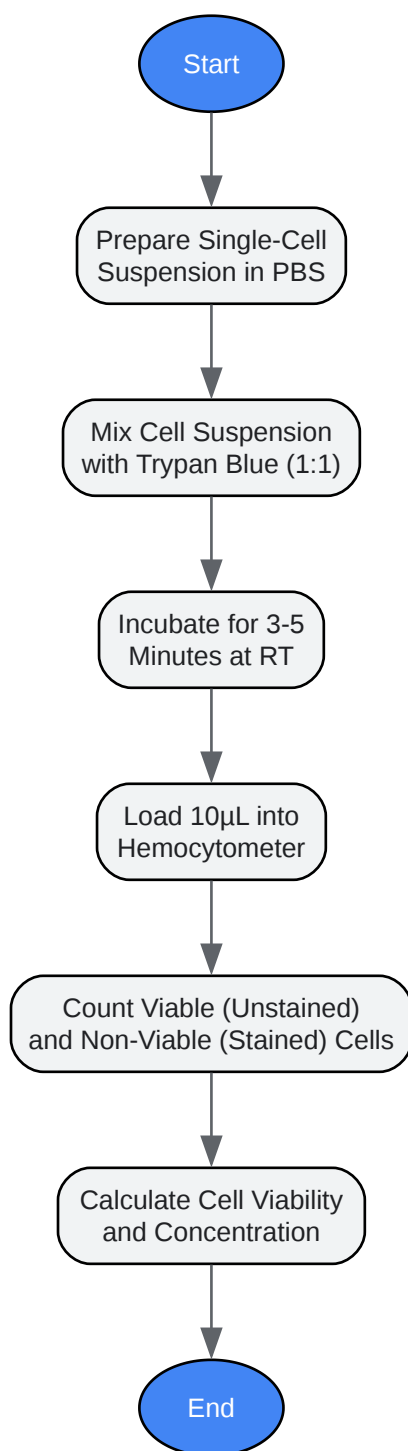 Start
Prepare Single-Cell
Suspension in PBS
Mix Cell Suspension
with Trypan Blue (1:1)
Incubate for 3-5
Minutes at RT
Load 10µL into
Hemocytometer
Count Viable (Unstained)
and Non-Viable (Stained) Cells
Calculate Cell Viability
and Concentration
End